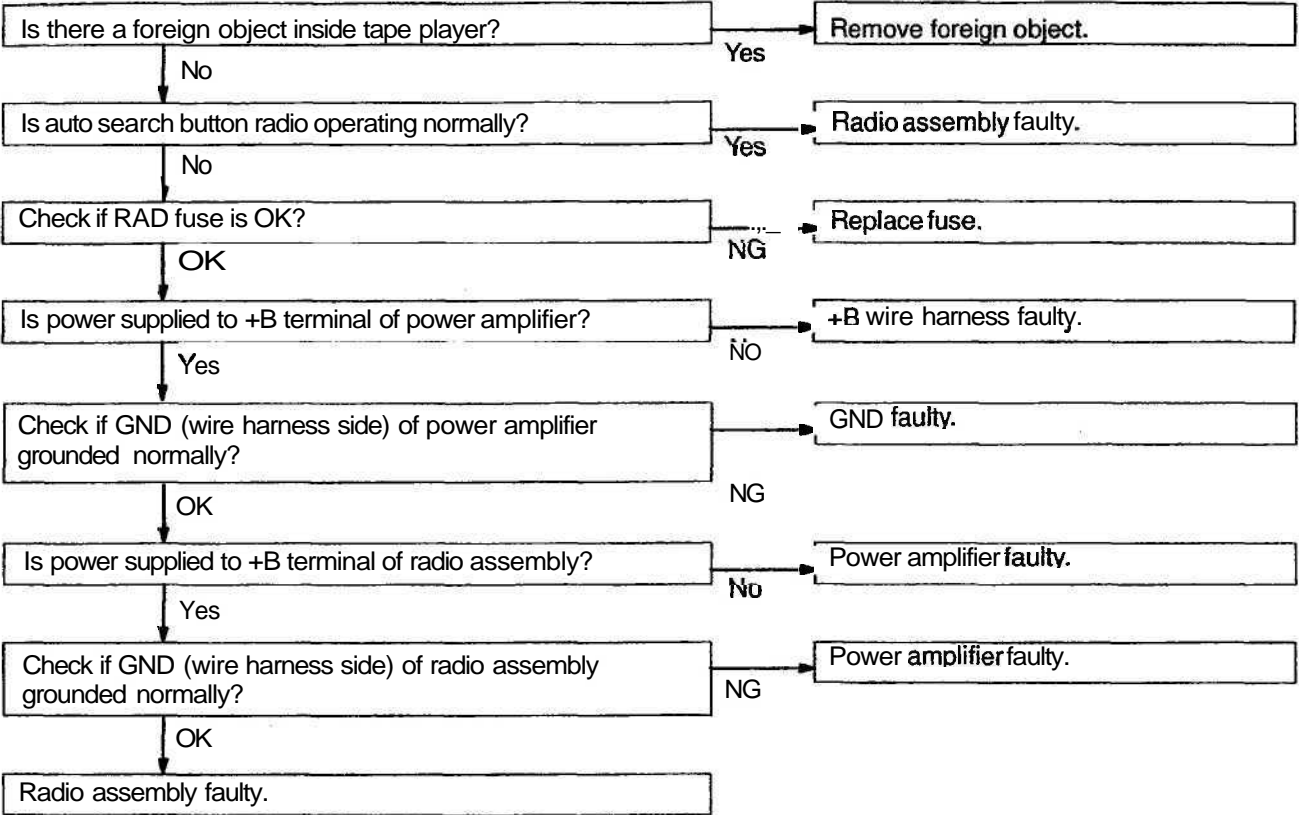 Is there a foreign object inside tape player?
Yes
Remove foreign object.
No
Is auto search button radio operating normally?
Yes
Radio assembly faulty.
No
Check if RAD fuse is OK?
NG
Replace fuse.
OK
Is power supplied to +B terminal of power amplifier?
NO
+B wire harness faulty.
Yes
Check if GND (wire harness side) of power amplifier
grounded normally?
NG
GND faulty.
OK
Is power supplied to +B terminal of radio assembly?
No
Power amplifier faulty.
Yes
Check if GND (wire harness side) of radio assembly
grounded normally?
NG
Power amplifier faulty.
OK
Radio assembly faulty.